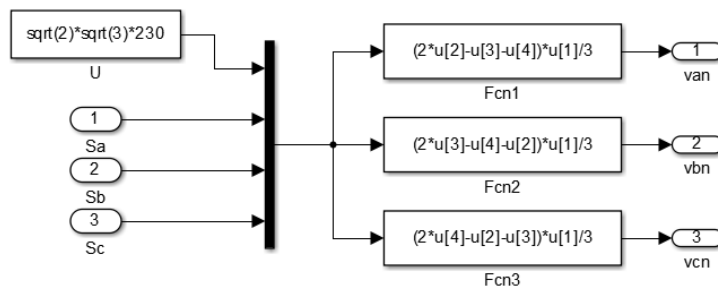 sqrt(2)*sqrt(3)*230
U
1
Sa
2
Sb
3
Sc
(2*u[2]-u[3]-u[4])*u[1]/3
Fcn1
1
van
(2*u[3]-u[4]-u[2])*u[1]/3
Fcn2
2
vbn
(2*u[4]-u[2]-u[3])*u[1]/3
Fcn3
3
vcn